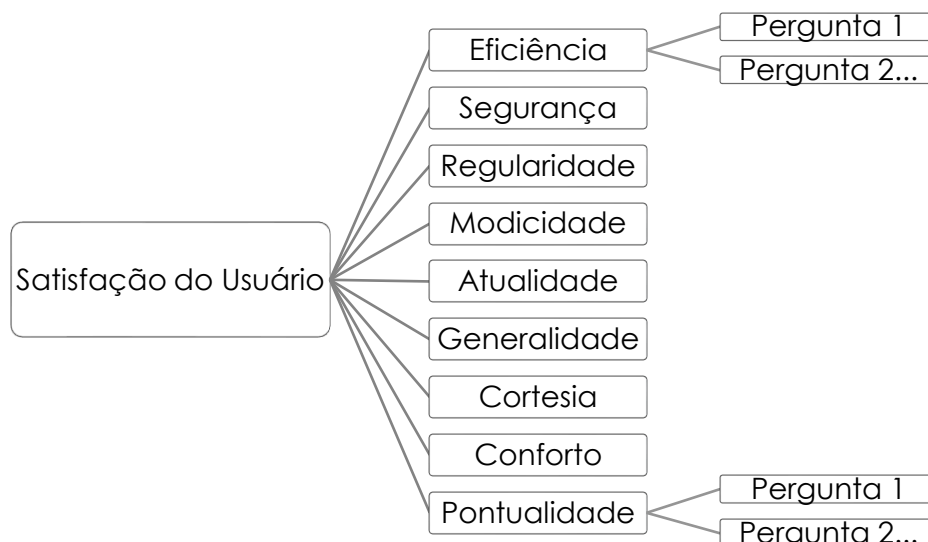 Satisfação do Usuário
Eficiência
Pergunta 1
Pergunta 2...
Segurança
Regularidade
Modicidade
Atualidade
Generalidade
Cortesia
Conforto
Pontualidade
Pergunta 1
Pergunta 2...